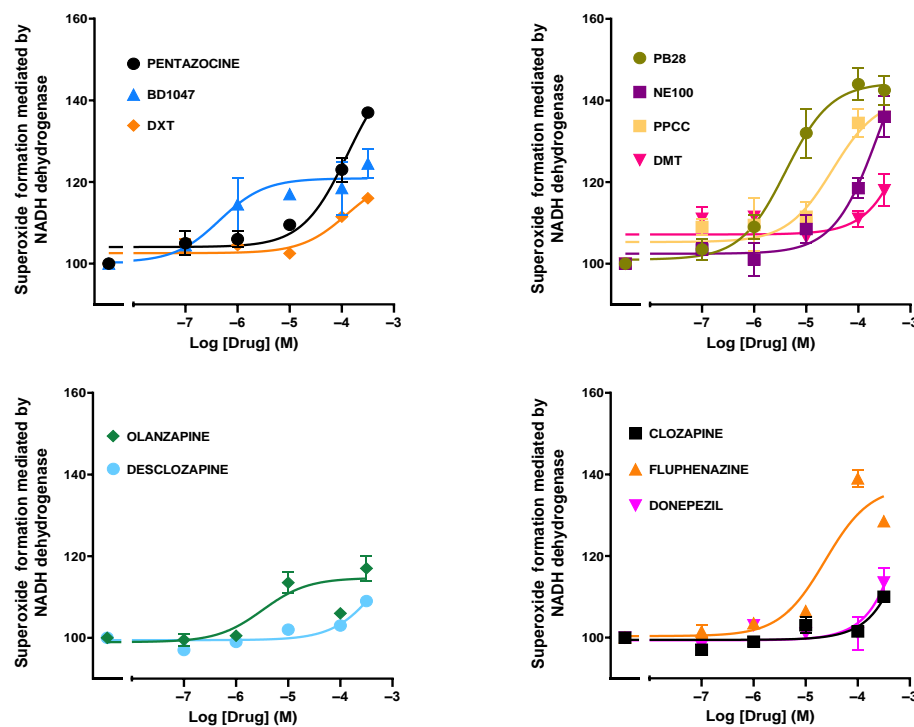 160
140
120
100
Superoxide formation mediated by
NADH dehydrogenase
PENTAZOCINE
BD1047
DXT
–7 –6 –5 –4 –3
Log [Drug] (M)
160
140
120
100
Superoxide formation mediated by
NADH dehydrogenase
PB28
NE100
PPCC
DMT
–7 –6 –5 –4 –3
Log [Drug] (M)
160
140
120
100
Superoxide formation mediated by
NADH dehydrogenase
OLANZAPINE
DESCLOZAPINE
–7 –6 –5 –4 –3
Log [Drug] (M)
160
140
120
100
Superoxide formation mediated by
NADH dehydrogenase
CLOZAPINE
FLUPHENAZINE
DONEPEZIL
–7 –6 –5 –4 –3
Log [Drug] (M)